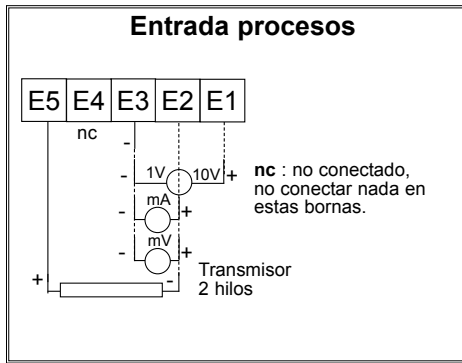 Entrada procesos
E5 E4 E3 E2 E1
nc
-
- 1V 10V +
mA
- +
mV
- +
+ -
nc : no conectado,
no conectar nada en
estas bornas.
Transmisor
2 hilos